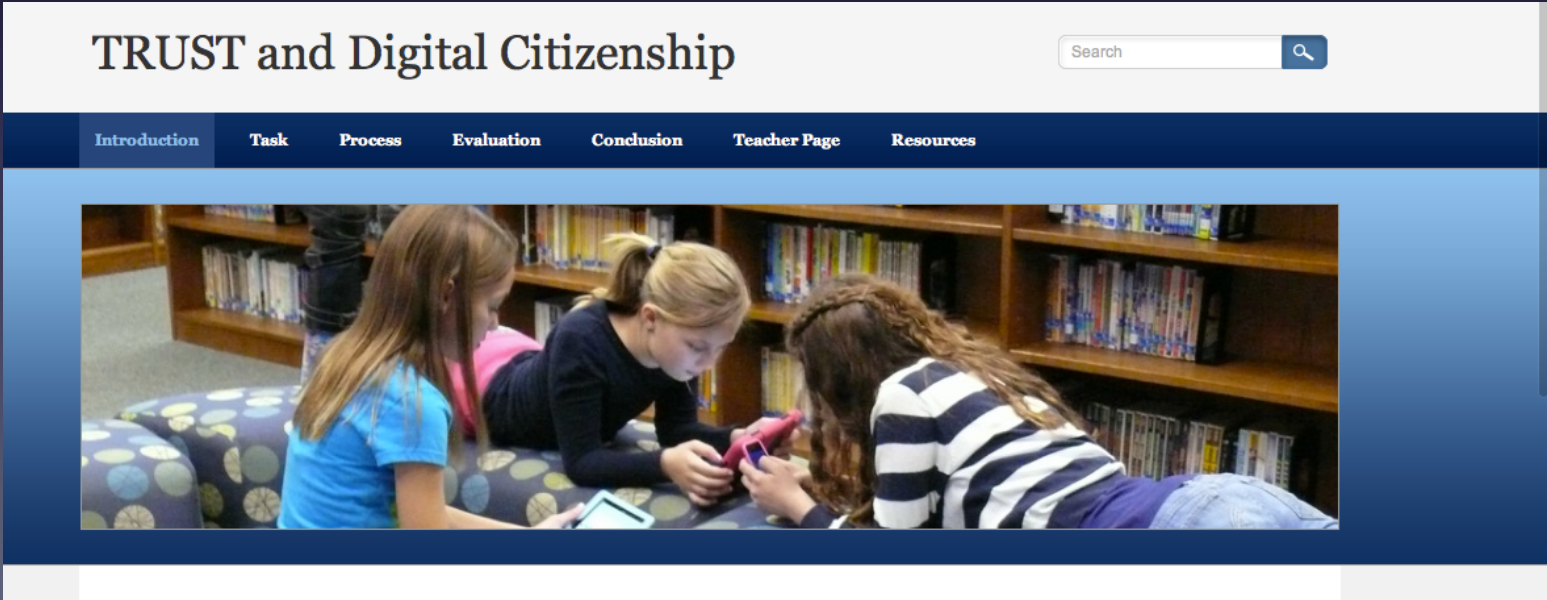 TRUST and Digital Citizenship
Search
Introduction Task Process Evaluation Conclusion Teacher Page Resources